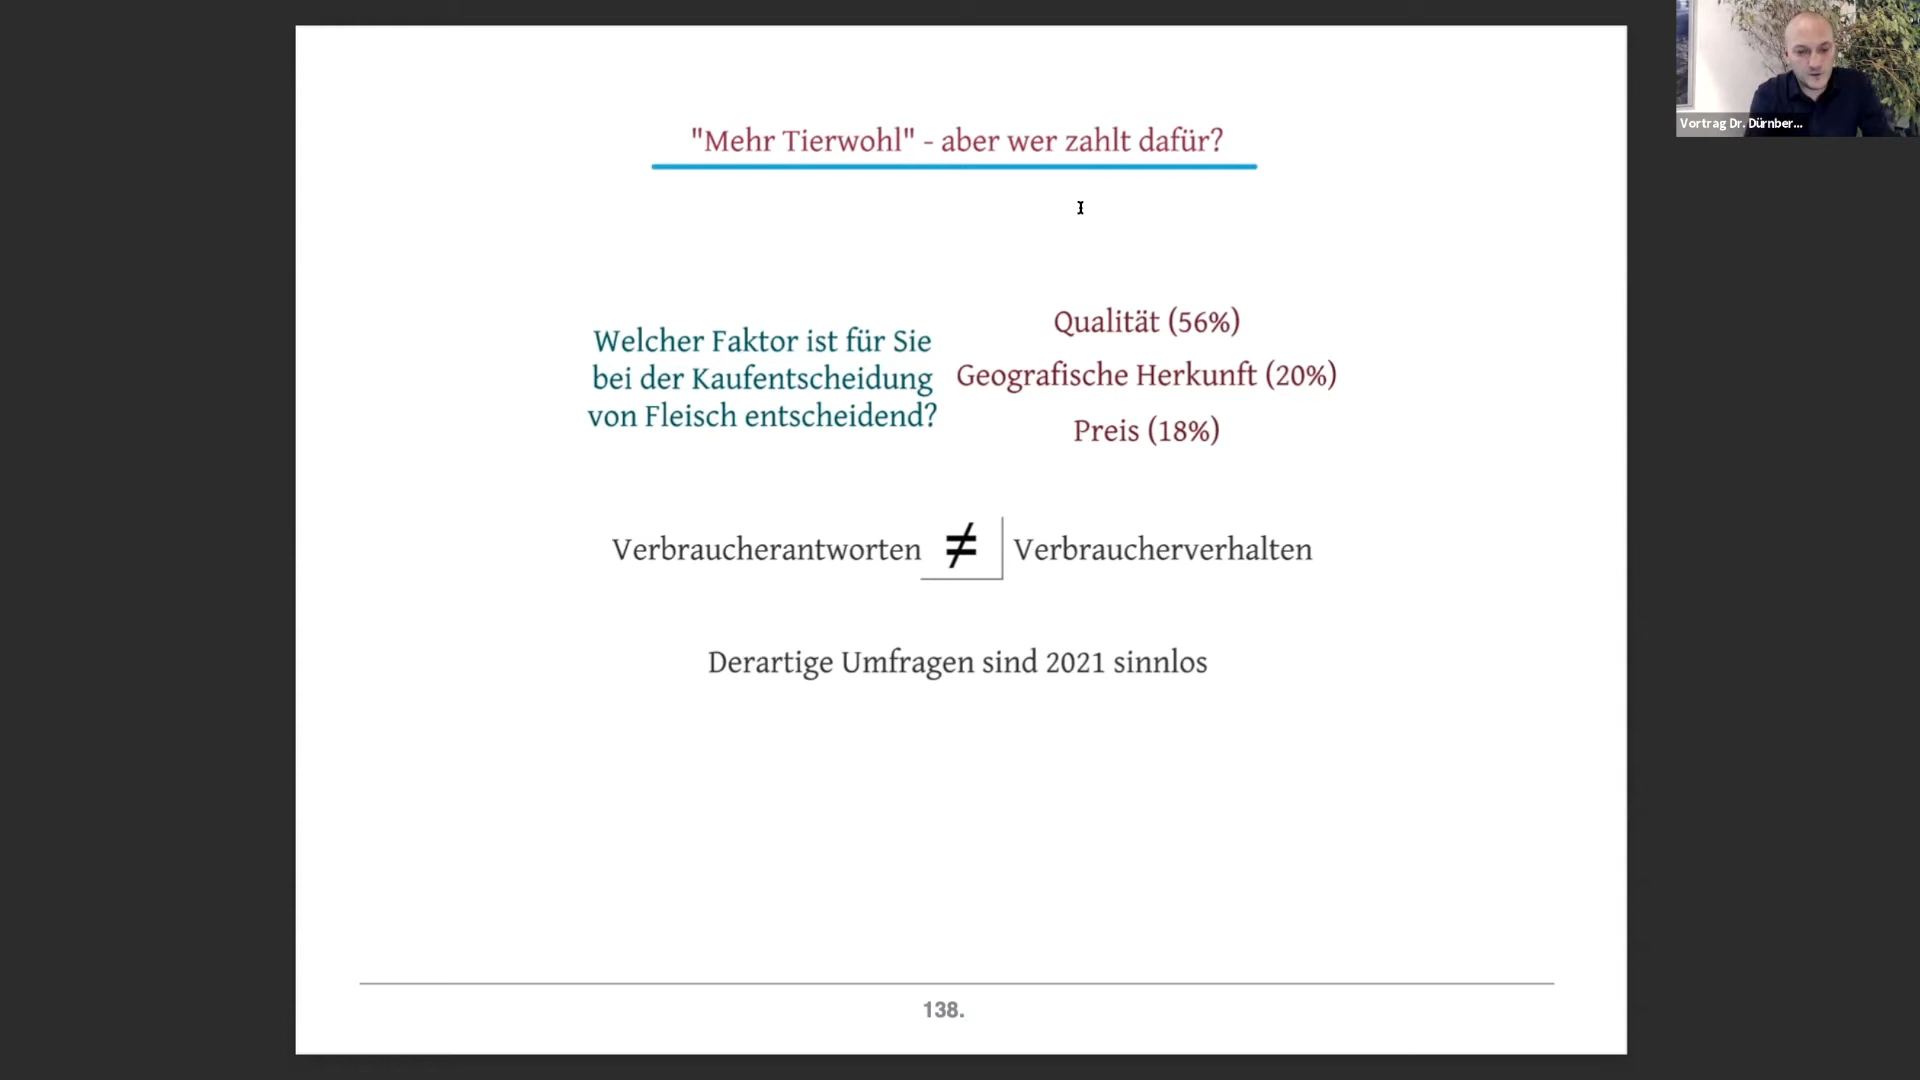 "Mehr Tierwohl" - aber wer zahlt dafür?
Welcher Faktor ist für Sie
bei der Kaufentscheidung
von Fleisch entscheidend?
Qualität (56%)
Geografische Herkunft (20%)
Preis (18%)
Verbraucherantworten ≠ Verbraucherverhalten
Derartige Umfragen sind 2021 sinnlos
138.
Vortrag Dr. Dürnber...